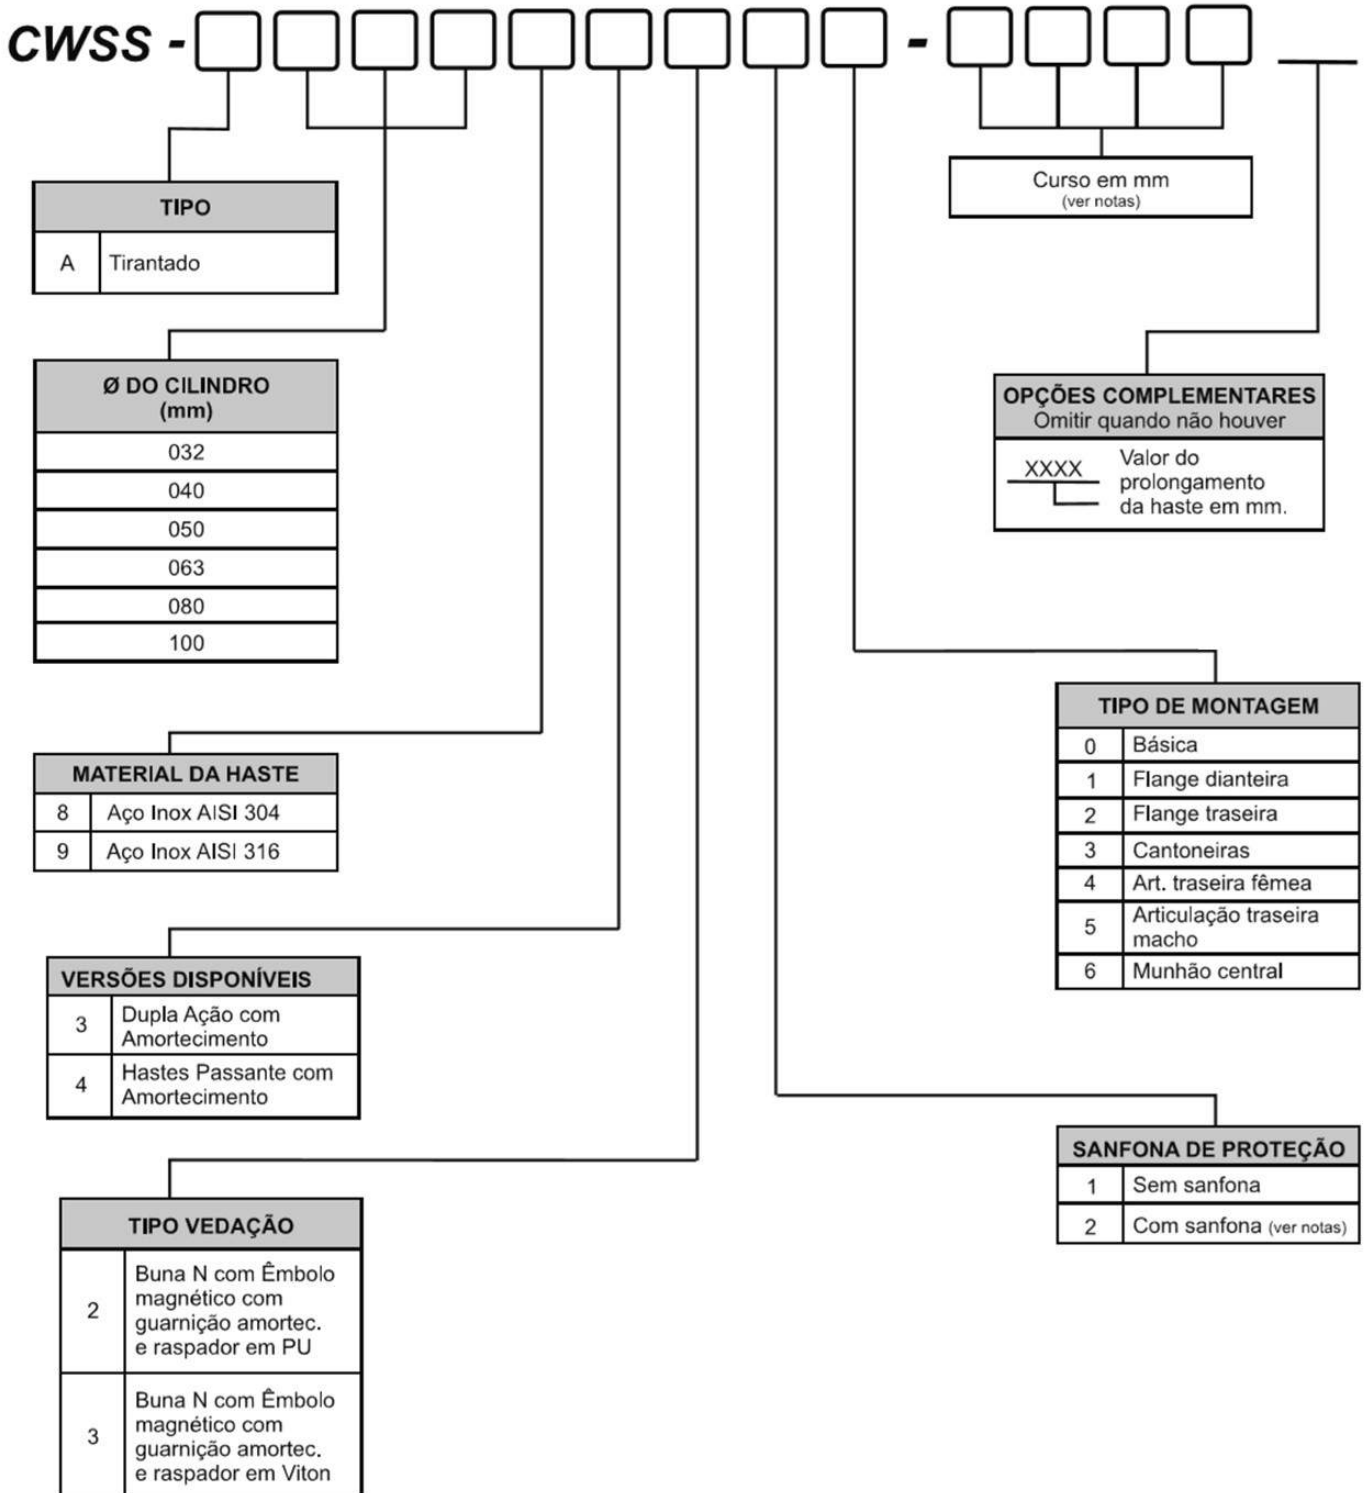 CWSS - -
Curso em mm
(ver notas)
TIPO
A Tirantado
Ø DO CILINDRO
(mm)
032
040
050
063
080
100
OPÇÕES COMPLEMENTARES
Omitir quando não houver
XXXX Valor do
prolongamento
da haste em mm.
TIPO DE MONTAGEM
0 Básica
1 Flange dianteira
2 Flange traseira
3 Cantoneiras
4 Art. traseira fêmea
5 Articulação traseira
macho
6 Munhão central
MATERIAL DA HASTE
8 Aço Inox AISI 304
9 Aço Inox AISI 316
VERSÕES DISPONÍVEIS
3 Dupla Ação com
Amortecimento
4 Hastes Passante com
Amortecimento
SANFONA DE PROTEÇÃO
1 Sem sanfona
2 Com sanfona (ver notas)
TIPO VEDAÇÃO
2 Buna N com Êmbolo
magnético com
guarnição amortec.
e raspador em PU
3 Buna N com Êmbolo
magnético com
guarnição amortec.
e raspador em Viton